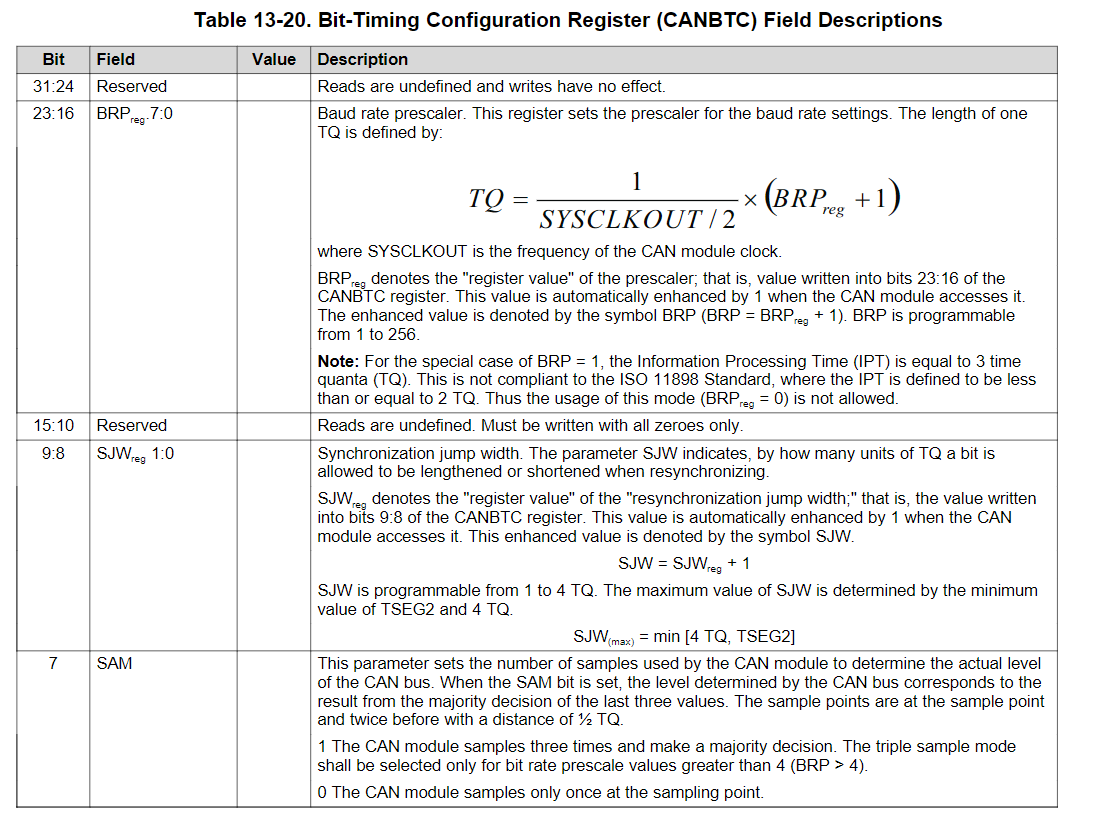 Table 13-20. Bit-Timing Configuration Register (CANBTC) Field Descriptions
Bit Field Value Description
31:24 Reserved Reads are undefined and writes have no effect.
23:16 BRPreg.7:0 Baud rate prescaler. This register sets the prescaler for the baud rate settings. The length of one
TQ is defined by:
TQ = 1 / (SYSCLKOUT / 2) × (BRPreg + 1)
where SYSCLKOUT is the frequency of the CAN module clock.
BRPreg denotes the "register value" of the prescaler; that is, value written into bits 23:16 of the
CANBTC register. This value is automatically enhanced by 1 when the CAN module accesses it.
The enhanced value is denoted by the symbol BRP (BRP = BRPreg + 1). BRP is programmable
from 1 to 256.
Note: For the special case of BRP = 1, the Information Processing Time (IPT) is equal to 3 time
quanta (TQ). This is not compliant to the ISO 11898 Standard, where the IPT is defined to be less
than or equal to 2 TQ. Thus the usage of this mode (BRPreg = 0) is not allowed.
15:10 Reserved Reads are undefined. Must be written with all zeroes only.
9:8 SJWreg 1:0 Synchronization jump width. The parameter SJW indicates, by how many units of TQ a bit is
allowed to be lengthened or shortened when resynchronizing.
SJWreg denotes the "register value" of the "resynchronization jump width;" that is, the value written
into bits 9:8 of the CANBTC register. This value is automatically enhanced by 1 when the CAN
module accesses it. This enhanced value is denoted by the symbol SJW.
SJW = SJWreg + 1
SJW is programmable from 1 to 4 TQ. The maximum value of SJW is determined by the minimum
value of TSEG2 and 4 TQ.
SJW(max) = min [4 TQ, TSEG2]
7 SAM This parameter sets the number of samples used by the CAN module to determine the actual level
of the CAN bus. When the SAM bit is set, the level determined by the CAN bus corresponds to the
result from the majority decision of the last three values. The sample points are at the sample point
and twice before with a distance of ½ TQ.
1 The CAN module samples three times and make a majority decision. The triple sample mode
shall be selected only for bit rate prescale values greater than 4 (BRP > 4).
0 The CAN module samples only once at the sampling point.